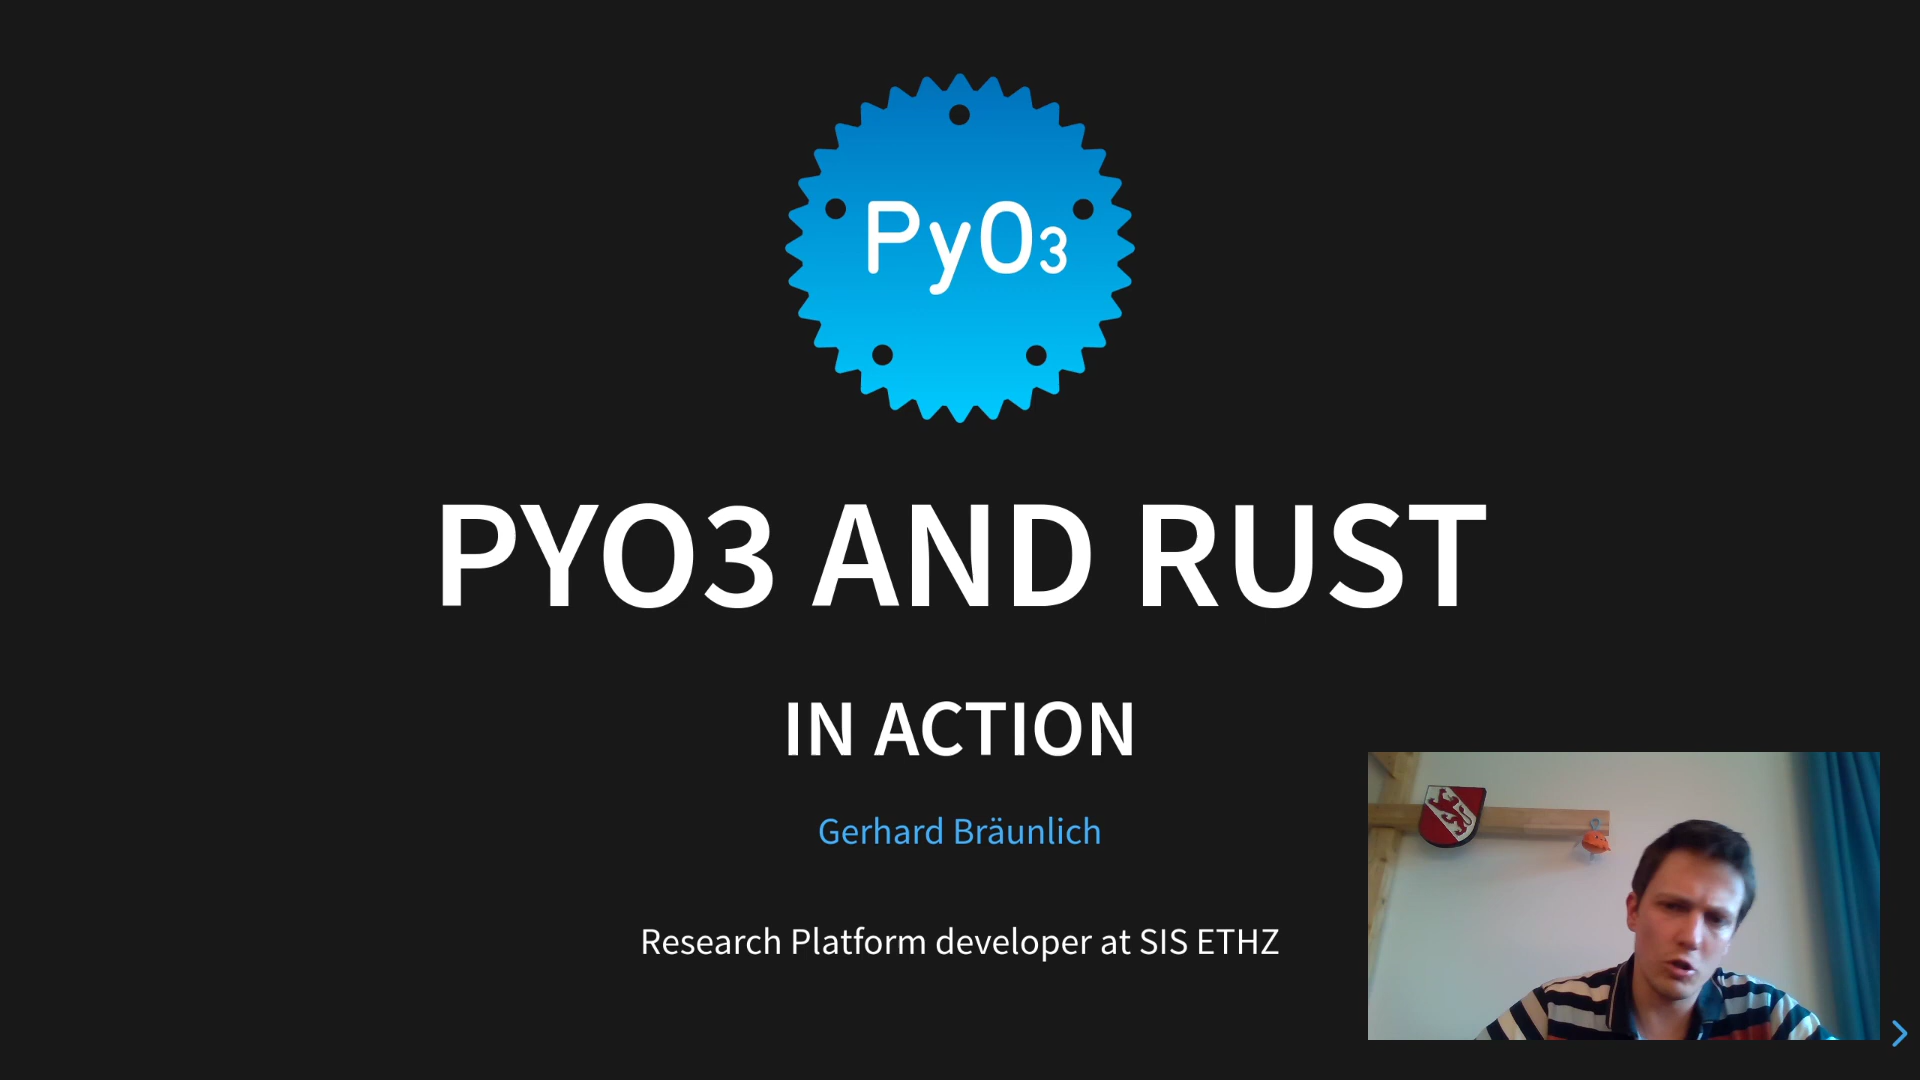 PyO3
PYO3 AND RUST
IN ACTION
Gerhard Bräunlich
Research Platform developer at SIS ETHZ